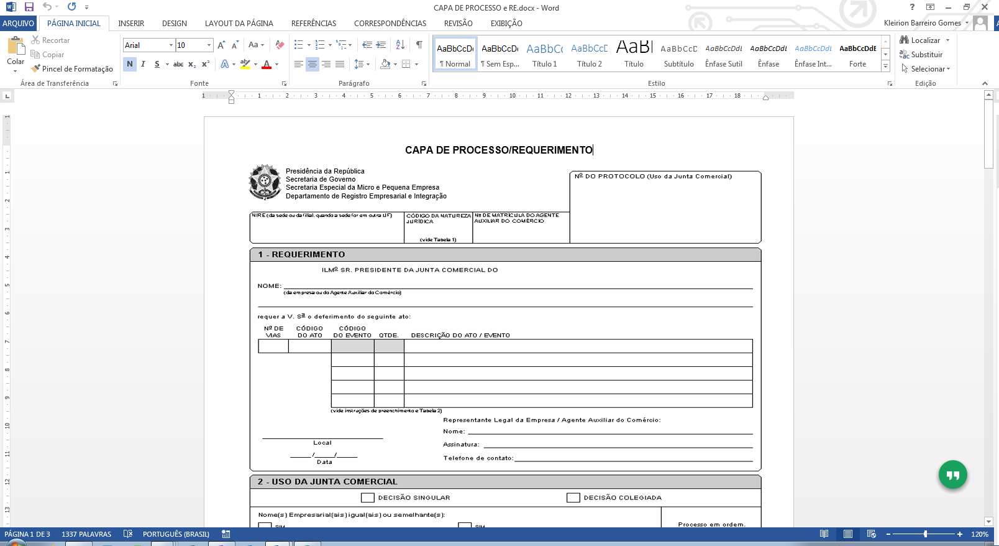 CAPA DE PROCESSO e RE.docx - Word
ARQUIVO PÁGINA INICIAL INSERIR DESIGN LAYOUT DA PÁGINA REFERÊNCIAS CORRESPONDÊNCIAS REVISÃO EXIBIÇÃO Kleirion Barreiro Gomes
Colar
Recortar
Copiar
Pincel de Formatação
Área de Transferência
Arial 10
N I S abc x₂ x²
Fonte
Parágrafo
AaBbCcDc AaBbCcDc AaBbCc AaBbCcD AaBl AaBbCcD AaBbCcDdI AaBbCcDdE AaBbCcDdI AaBbCcDdE
¶ Normal ¶ Sem Esp... Título 1 Título 2 Título Subtítulo Ênfase Sutil Ênfase Ênfase Int... Forte
Estilo
Localizar
Substituir
Selecionar
Edição
1 1 2 3 4 5 6 7 8 9 10 11 12 13 14 15 16 17 18
CAPA DE PROCESSO/REQUERIMENTO
Presidência da República
Secretaria de Governo
Secretaria Especial da Micro e Pequena Empresa
Departamento de Registro Empresarial e Integração
Nº DO PROTOCOLO (Uso da Junta Comercial)
NIRE (da sede ou da filial, quando a sede for em outra UF)
CÓDIGO DA NATUREZA
JURÍDICA
(vide Tabela 1)
Nº DE MATRÍCULA DO AGENTE
AUXILIAR DO COMÉRCIO
1 - REQUERIMENTO
ILMº SR. PRESIDENTE DA JUNTA COMERCIAL DO
NOME:
(da empresa ou do Agente Auxiliar do Comércio)
requer a V. Sª o deferimento do seguinte ato:
Nº DE
VIAS
CÓDIGO
DO ATO
CÓDIGO
DO EVENTO
QTDE.
DESCRIÇÃO DO ATO / EVENTO
(vide instruções de preenchimento e Tabela 2)
Representante Legal da Empresa / Agente Auxiliar do Comércio:
Nome:
Local
Assinatura:
Telefone de contato:
/ /
Data
2 - USO DA JUNTA COMERCIAL
DECISÃO SINGULAR DECISÃO COLEGIADA
Nome(s) Empresarial(ais) igual(ais) ou semelhante(s):
SIM SIM
Processo em ordem.
PÁGINA 1 DE 3 1337 PALAVRAS PORTUGUÊS (BRASIL) 120%